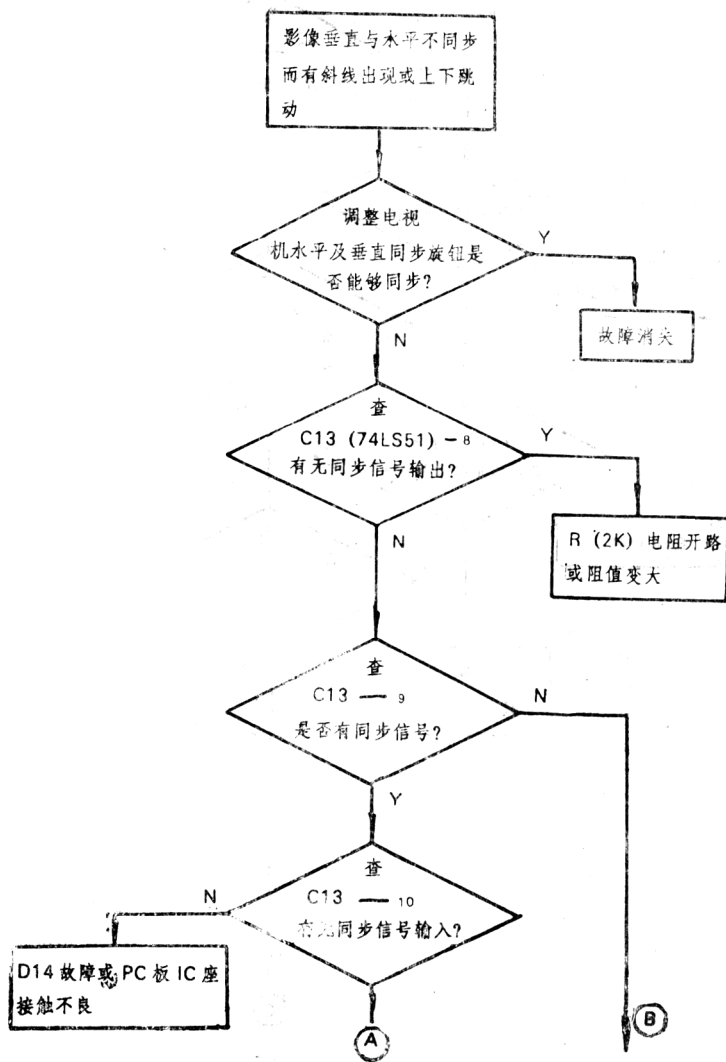 影像垂直与水平不同步
而有斜线出现或上下跳
动
调整电视
机水平及垂直同步旋钮是
否能够同步?
Y
故障消失
N
查
C13 (74LS51) — 8
有无同步信号输出?
Y
R (2K) 电阻开路
或阻值变大
N
查
C13 — 9
是否有同步信号?
N
Y
查
C13 — 10
有无同步信号输入?
N
D14 故障或 PC 板 IC 座
接触不良
A
B